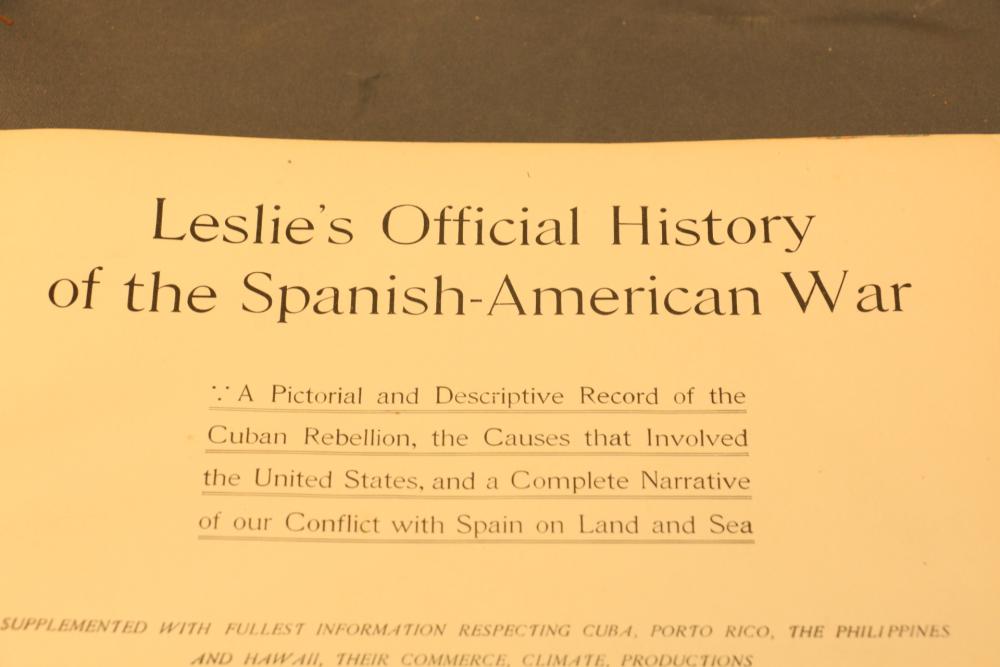 Leslie's Official History
of the Spanish-American War
∵ A Pictorial and Descriptive Record of the
Cuban Rebellion, the Causes that Involved
the United States, and a Complete Narrative
of our Conflict with Spain on Land and Sea
SUPPLEMENTED WITH FULLEST INFORMATION RESPECTING CUBA, PORTO RICO, THE PHILIPPINES
AND HAWAII, THEIR COMMERCE, CLIMATE, PRODUCTIONS